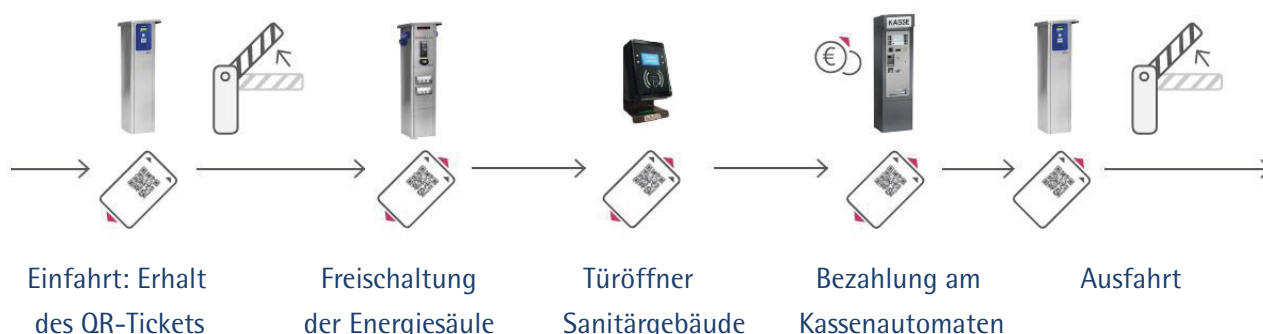 KASSE
€
Einfahrt: Erhalt
des QR-Tickets
Freischaltung
der Energiesäule
Türöffner
Sanitärgebäude
Bezahlung am
Kassenautomaten
Ausfahrt